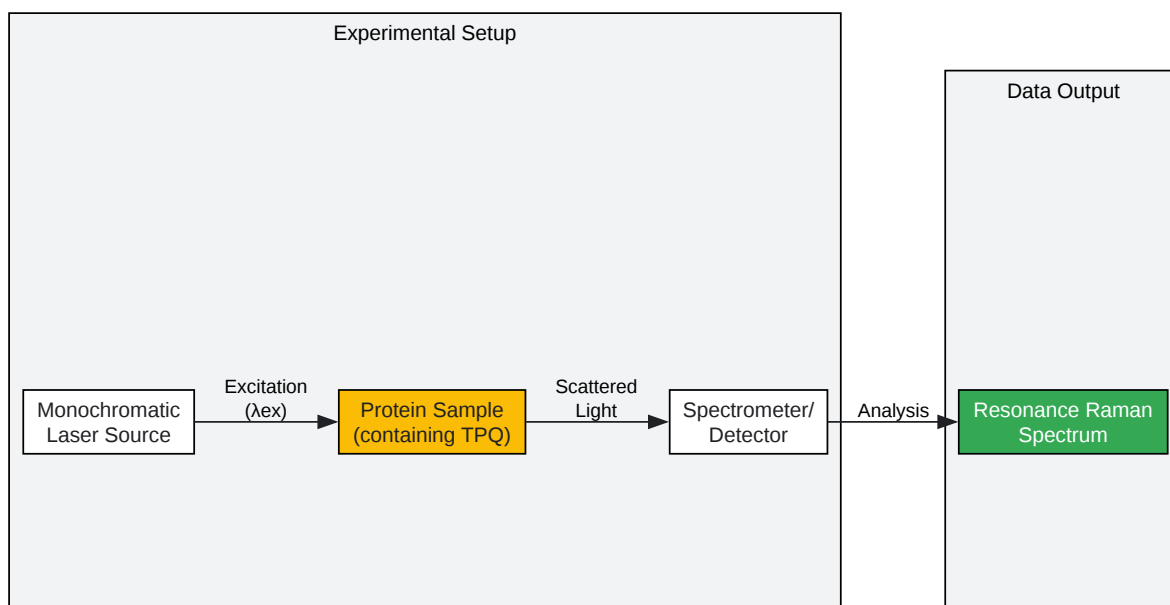 Experimental Setup
Data Output
Monochromatic
Laser Source
Excitation
(λex)
Protein Sample
(containing TPQ)
Scattered
Light
Spectrometer/
Detector
Analysis
Resonance Raman
Spectrum